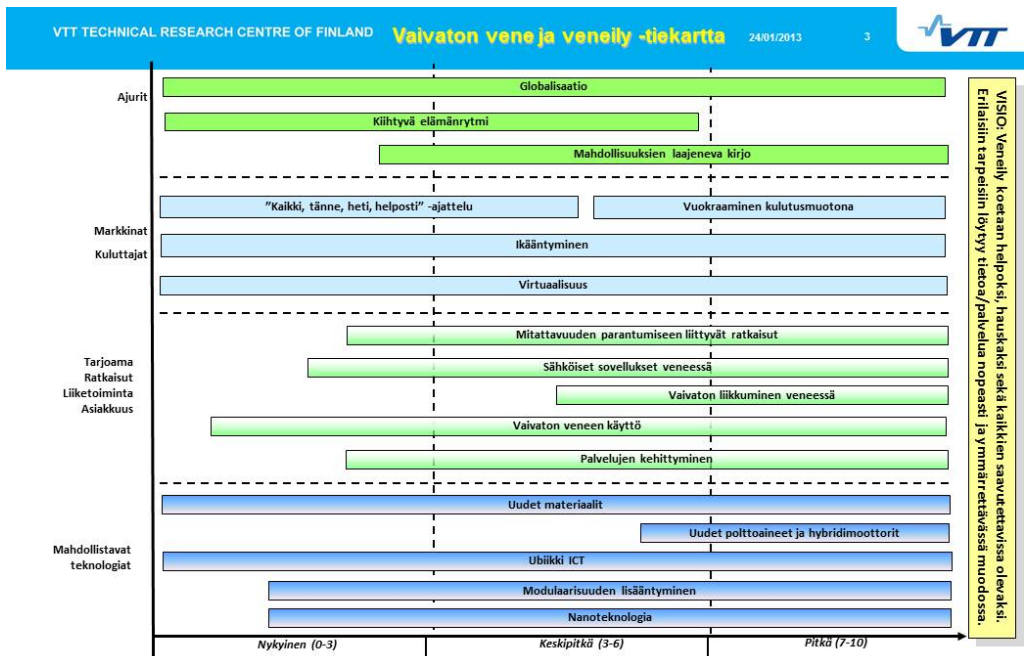 VTT TECHNICAL RESEARCH CENTRE OF FINLAND
Vaivaton vene ja veneily -tiekartta
24/01/2013
3
VTT
Ajurit
Globalisaatio
Kiihtyvä elämänrytmi
Mahdollisuuksien laajeneva kirjo
Markkinat
Kuluttajat
”Kaikki, tänne, heti, helposti” -ajattelu
Vuokraaminen kulutusmuotona
Ikääntyminen
Virtuaalisuus
Tarjoama
Ratkaisut
Liiketoiminta
Asiakkuus
Mitattavuuden parantumiseen liittyvät ratkaisut
Sähköiset sovellukset veneessä
Vaivaton liikkuminen veneessä
Vaivaton veneen käyttö
Palvelujen kehittyminen
Mahdollistavat
teknologiat
Uudet materiaalit
Uudet polttoaineet ja hybridimoottorit
Ubiikki ICT
Modulaarisuuden lisääntyminen
Nanoteknologia
Nykyinen (0-3)
Keskipitkä (3-6)
Pitkä (7-10)
VISIO: Veneily koetaan helpoksi, hauskaksi sekä kaikkien saavutettavissa olevaksi.
Erilaisiin tarpeisiin löytyy tietoa/palvelua nopeasti ja ymmärrettävässä muodossa.